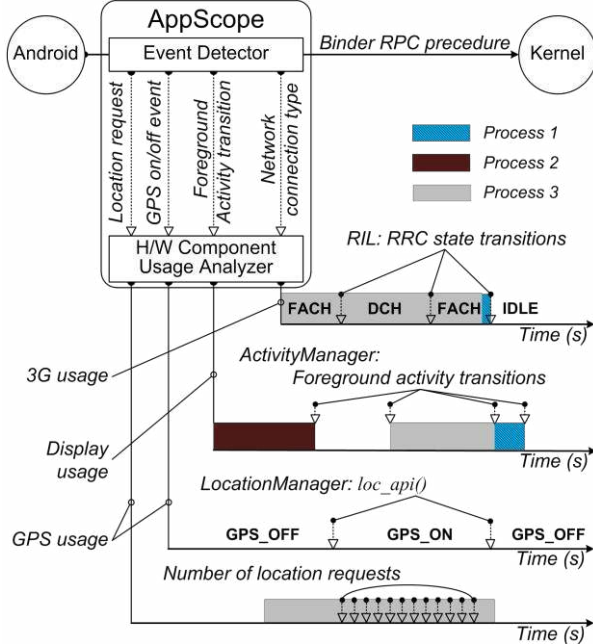 AppScope
Android
Event Detector
Binder RPC precedure
Kernel
Location request
GPS on/off event
Foreground
Activity transition
Network
connection type
Process 1
Process 2
Process 3
H/W Component
Usage Analyzer
RIL: RRC state transitions
FACH DCH FACH IDLE
Time (s)
3G usage
ActivityManager:
Foreground activity transitions
Time (s)
Display
usage
LocationManager: loc_api()
GPS_OFF GPS_ON GPS_OFF
Time (s)
GPS usage
Number of location requests
Time (s)